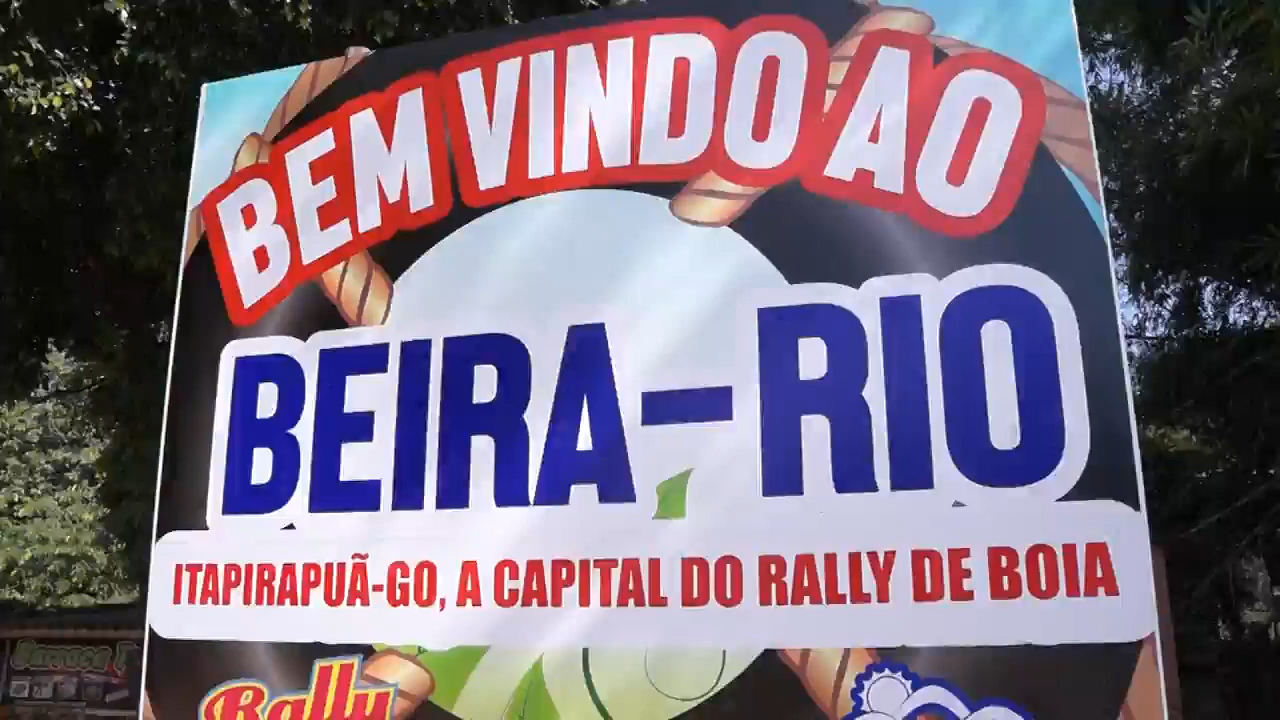 BEM VINDO AO
BEIRA-RIO
ITAPIRAPUÃ-GO, A CAPITAL DO RALLY DE BOIA
Rally